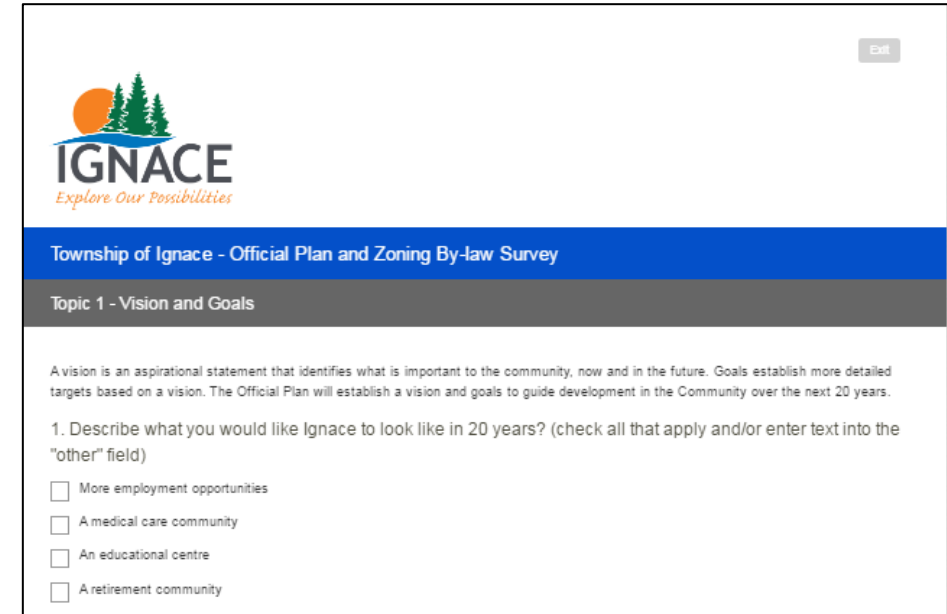 Exit
IGNACE
Explore Our Possibilities
Township of Ignace - Official Plan and Zoning By-law Survey
Topic 1 - Vision and Goals
A vision is an aspirational statement that identifies what is important to the community, now and in the future. Goals establish more detailed
targets based on a vision. The Official Plan will establish a vision and goals to guide development in the Community over the next 20 years.
1. Describe what you would like Ignace to look like in 20 years? (check all that apply and/or enter text into the
"other" field)
More employment opportunities
A medical care community
An educational centre
A retirement community